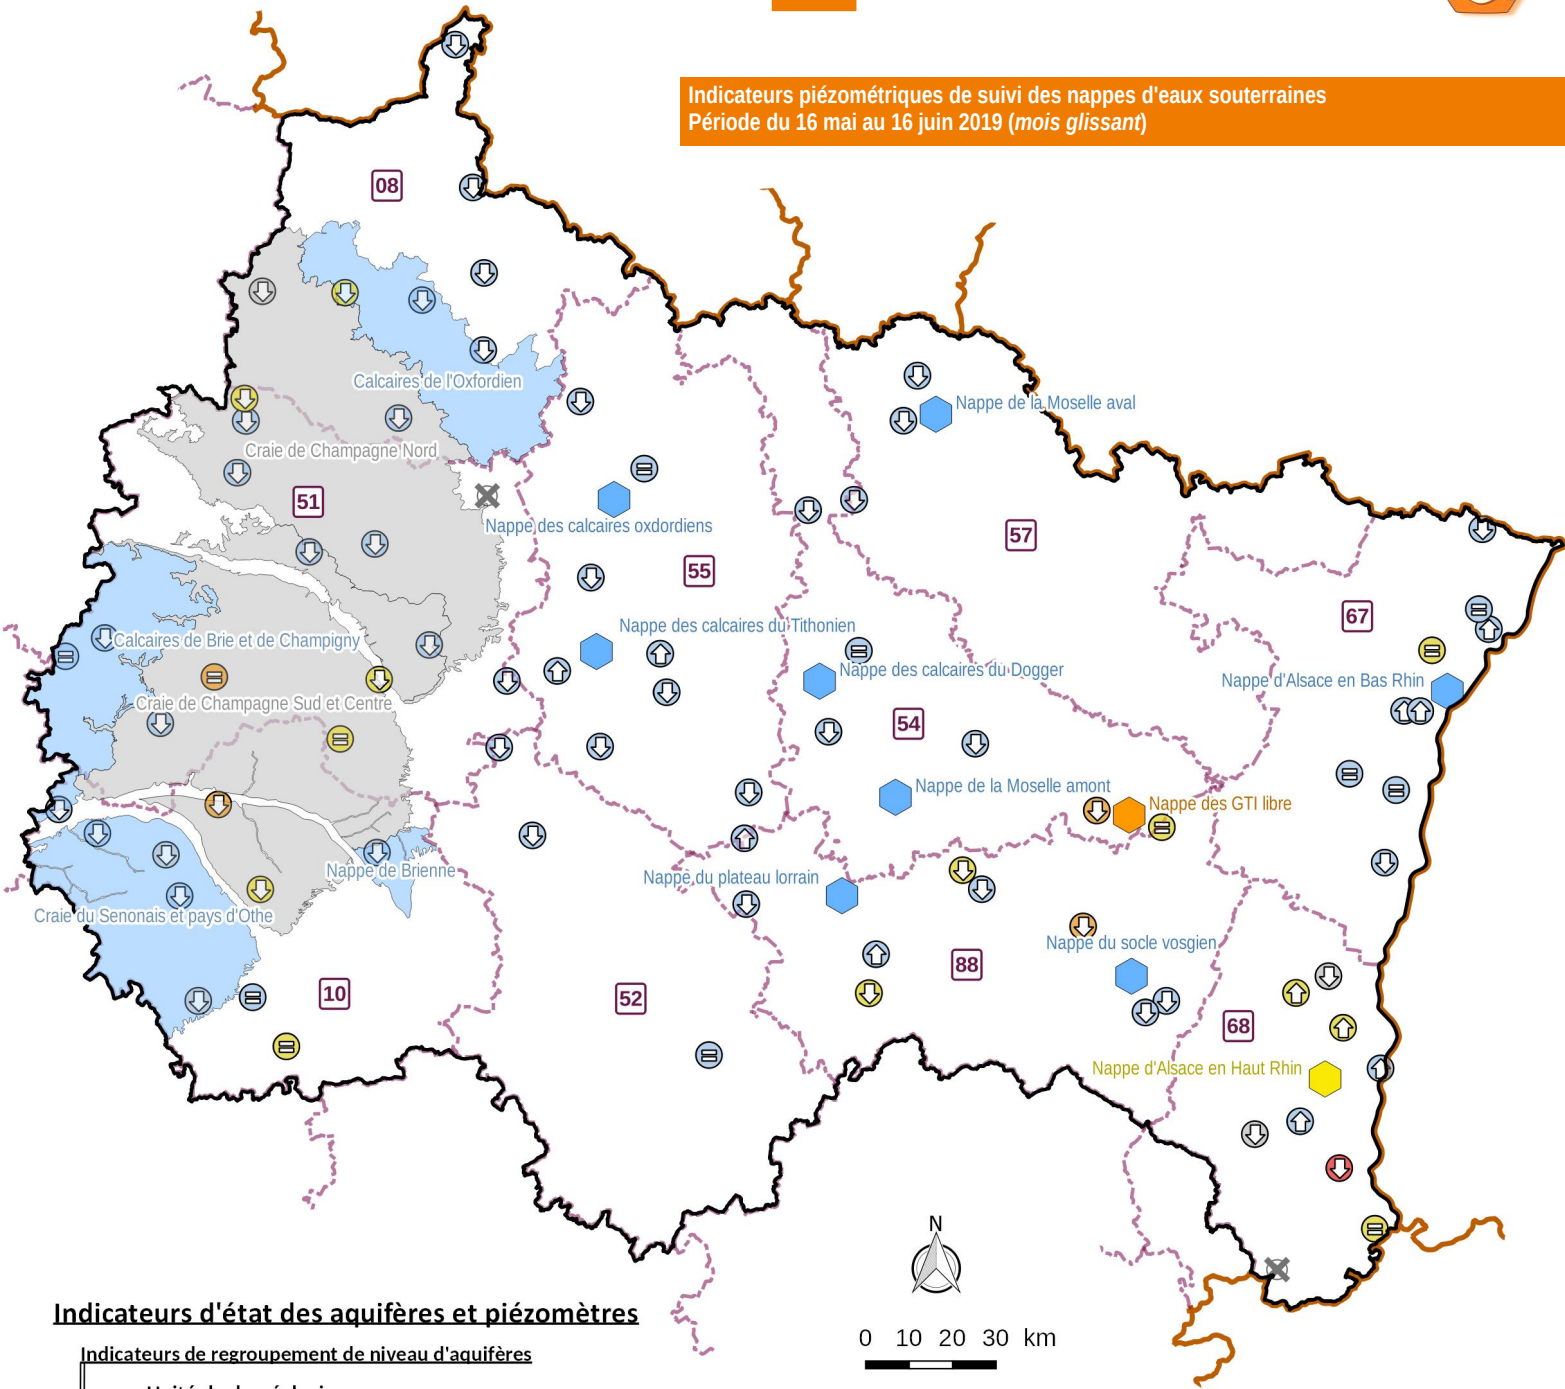 Indicateurs piézométriques de suivi des nappes d'eaux souterraines
Période du 16 mai au 16 juin 2019 (mois glissant)
08
Calcaires de l'Oxfordien
Nappe de la Moselle aval
Craie de Champagne Nord
51
Nappe des calcaires oxdordiens
57
55
67
Nappe des calcaires du Tithonien
Calcaires de Brie et de Champigny
Nappe des calcaires du Dogger
Nappe d'Alsace en Bas Rhin
Craie de Champagne Sud et Centre
54
Nappe de la Moselle amont
Nappe des GTI libre
Nappe de Brienne
Nappe du plateau lorrain
Craie du Senonais et pays d'Othe
Nappe du socle vosgien
88
10
52
68
Nappe d'Alsace en Haut Rhin
N
Indicateurs d'état des aquifères et piézomètres
0 10 20 30 km
Indicateurs de regroupement de niveau d'aquifères